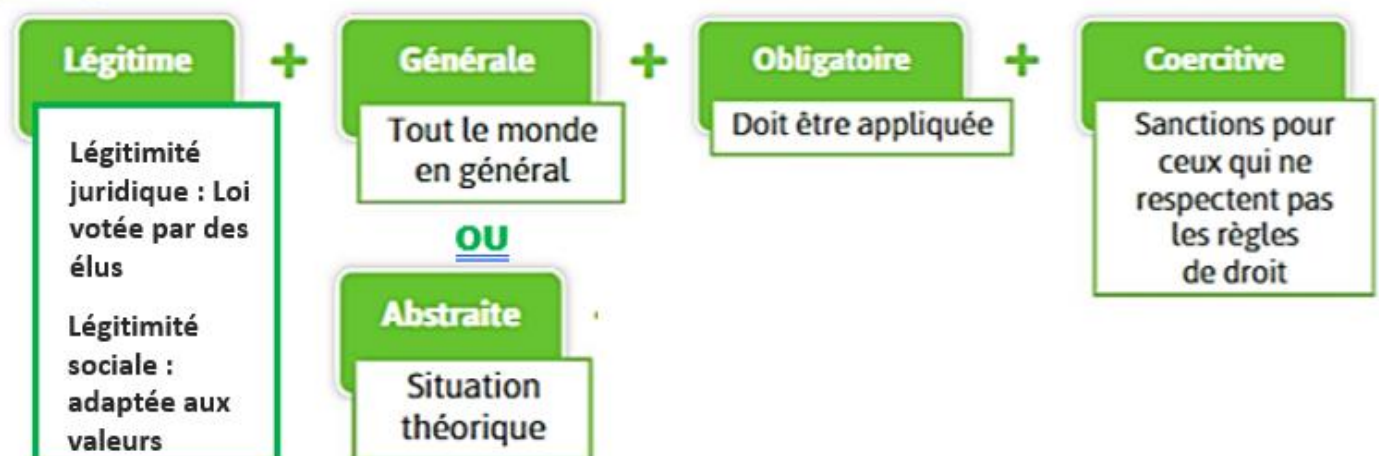 Légitime + Générale + Obligatoire + Coercitive
Légitimité
juridique : Loi
votée par des
élus
Légitimité
sociale :
adaptée aux
valeurs
Tout le monde
en général
OU
Abstraite
Situation
théorique
Doit être appliquée
Sanctions pour
ceux qui ne
respectent pas
les règles
de droit